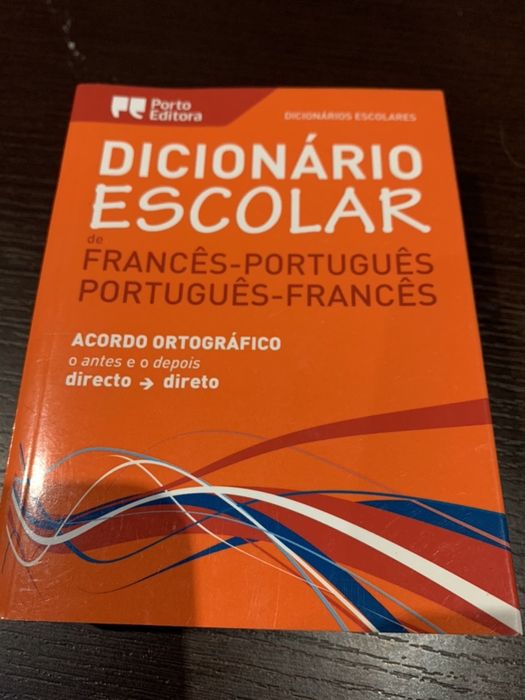 Porto
Editora
DICIONÁRIOS ESCOLARES
DICIONÁRIO
ESCOLAR
de
FRANCÊS-PORTUGUÊS
PORTUGUÊS-FRANCÊS
ACORDO ORTOGRÁFICO
o antes e o depois
directo → direto